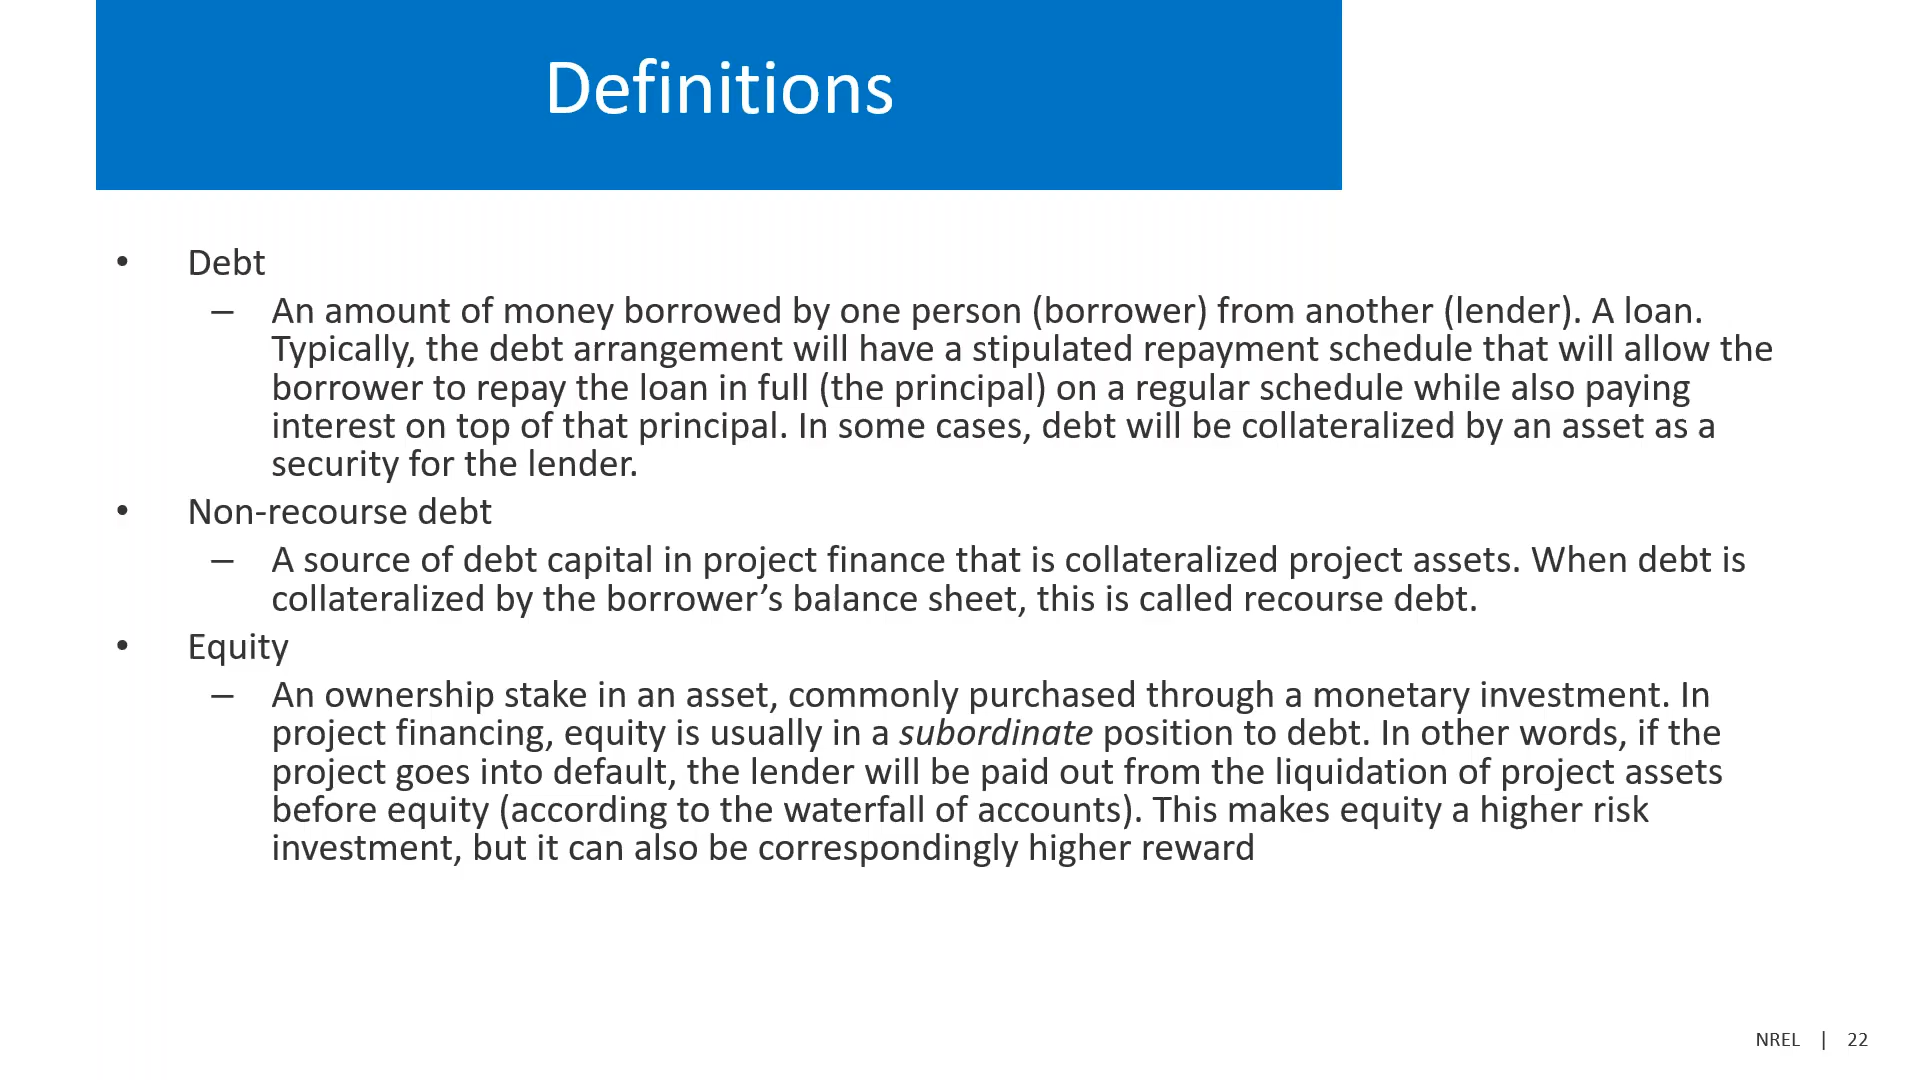 Definitions
• Debt
– An amount of money borrowed by one person (borrower) from another (lender). A loan.
Typically, the debt arrangement will have a stipulated repayment schedule that will allow the
borrower to repay the loan in full (the principal) on a regular schedule while also paying
interest on top of that principal. In some cases, debt will be collateralized by an asset as a
security for the lender.
• Non-recourse debt
– A source of debt capital in project finance that is collateralized project assets. When debt is
collateralized by the borrower’s balance sheet, this is called recourse debt.
• Equity
– An ownership stake in an asset, commonly purchased through a monetary investment. In
project financing, equity is usually in a subordinate position to debt. In other words, if the
project goes into default, the lender will be paid out from the liquidation of project assets
before equity (according to the waterfall of accounts). This makes equity a higher risk
investment, but it can also be correspondingly higher reward
NREL | 22